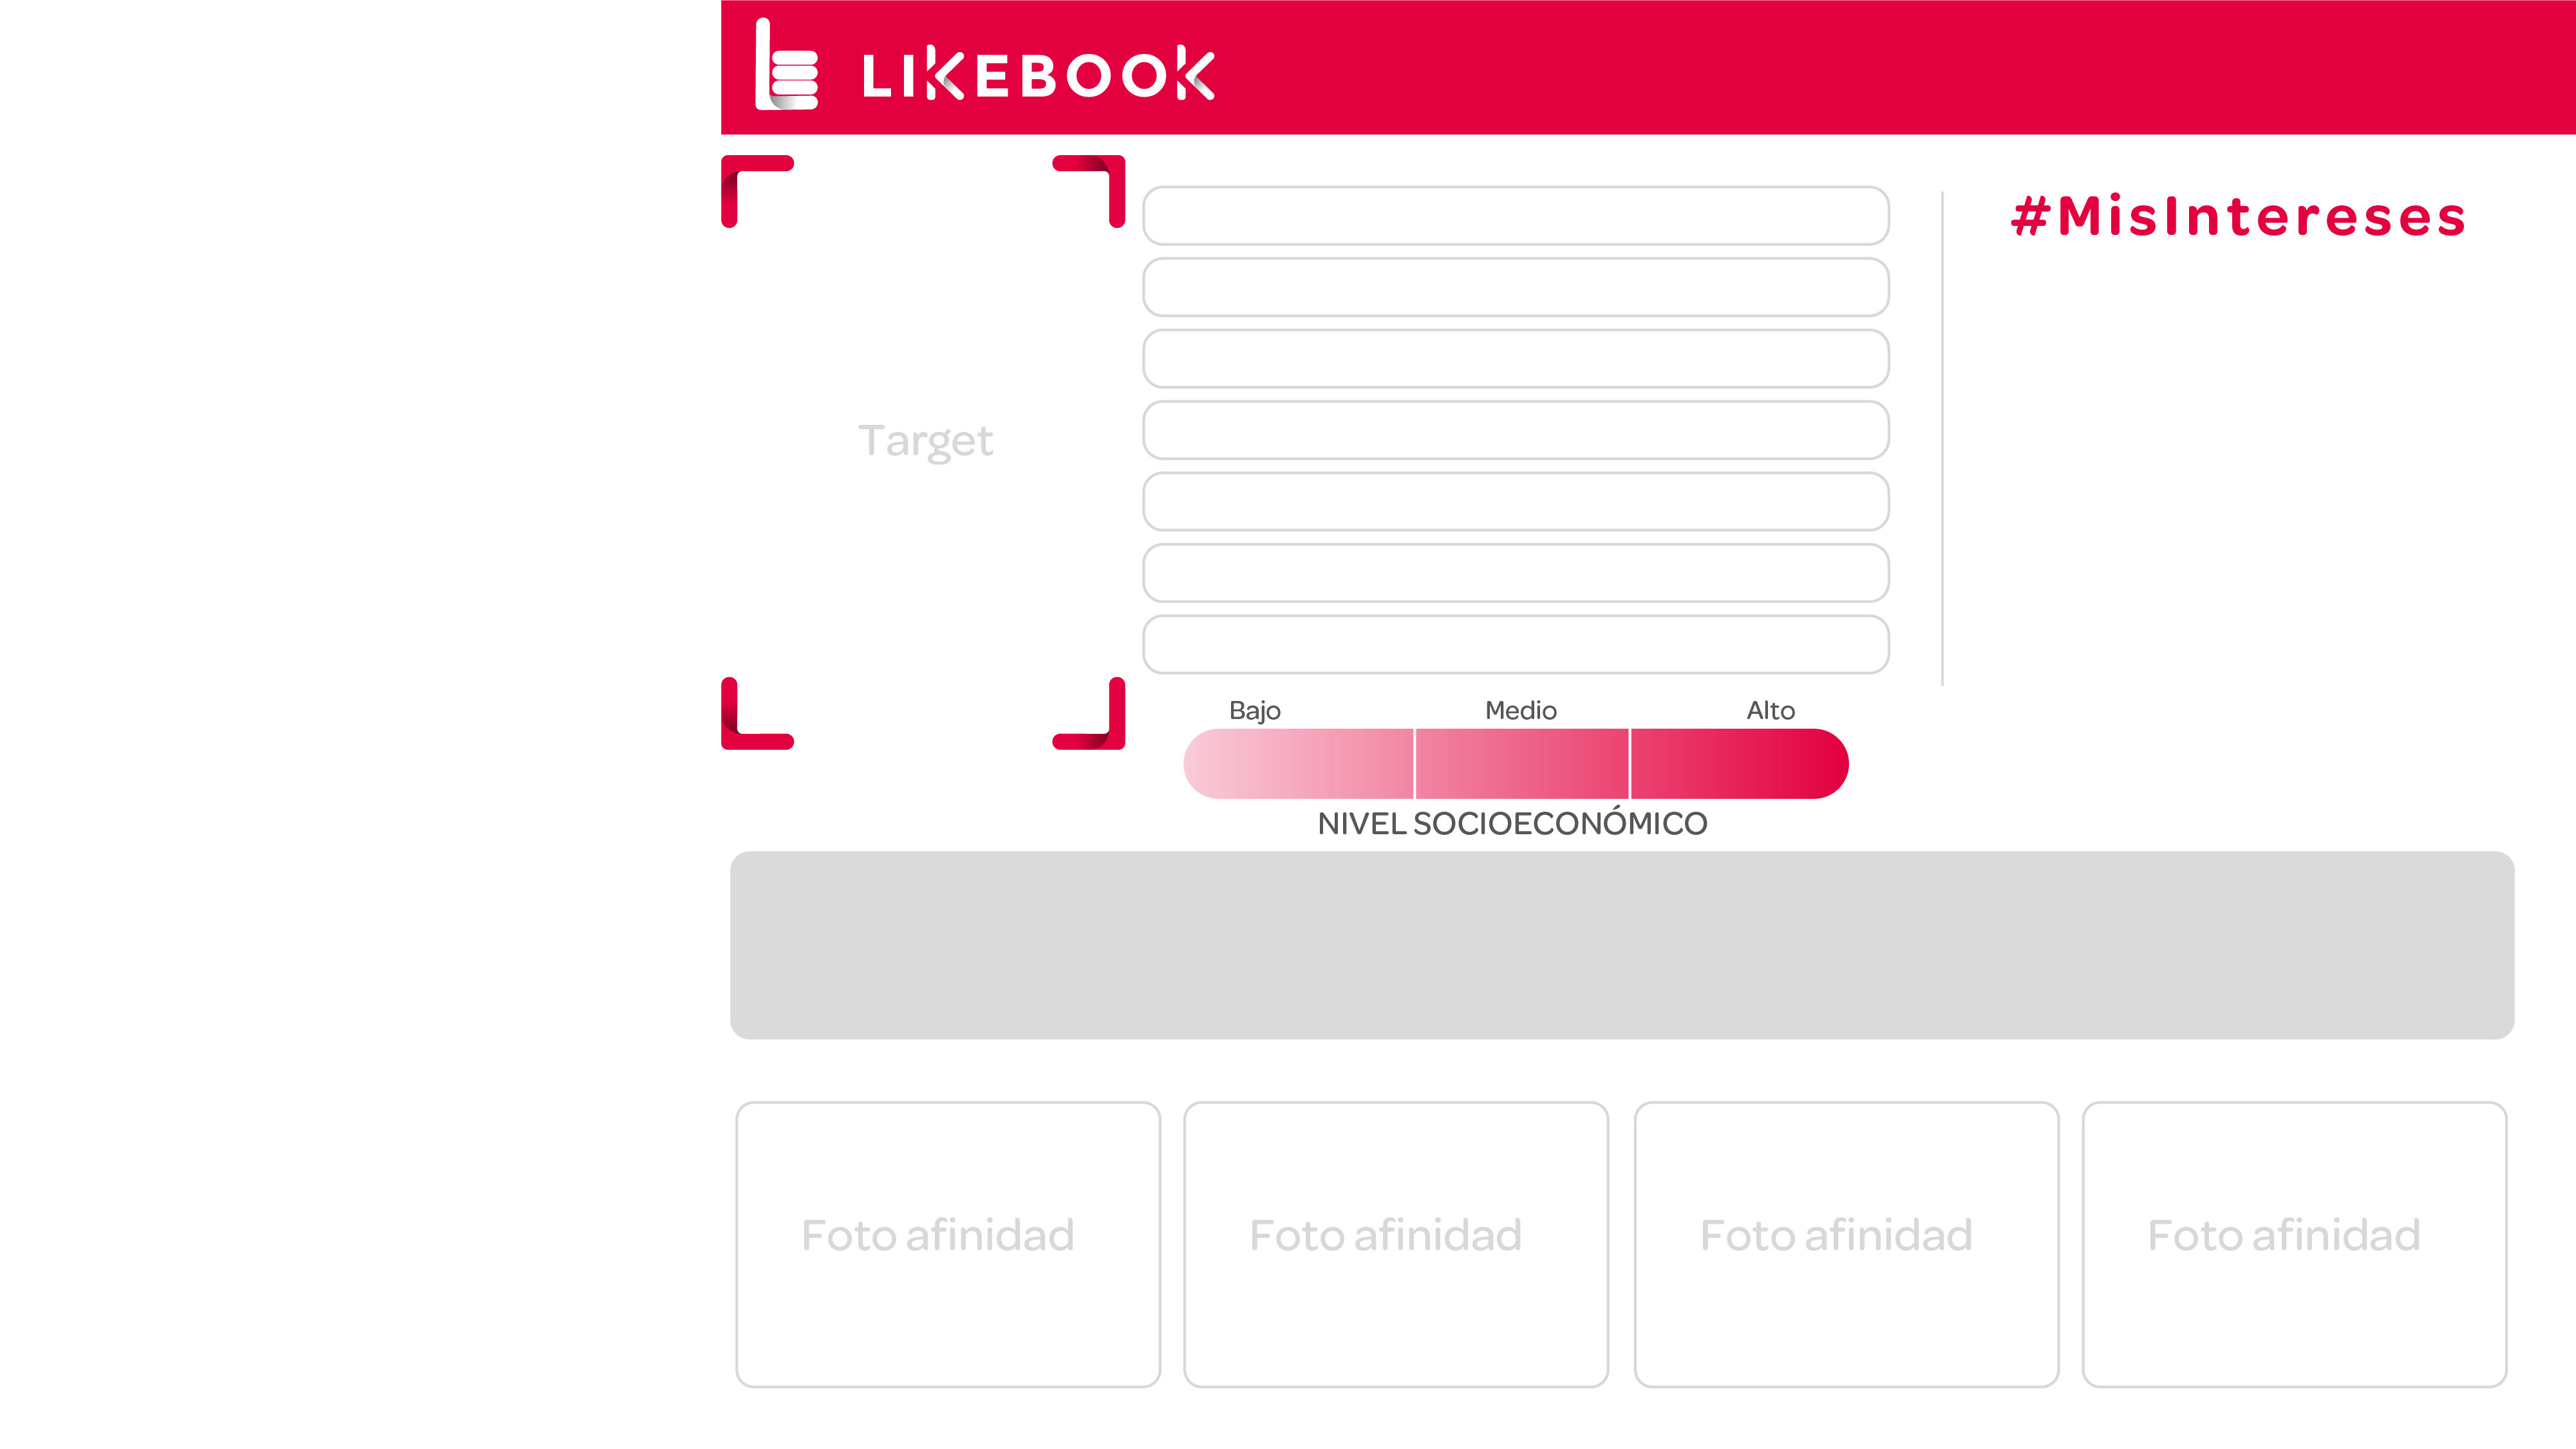 LIKEBOOK
#MisIntereses
Target
Bajo Medio Alto
NIVEL SOCIOECONÓMICO
Foto afinidad Foto afinidad Foto afinidad Foto afinidad